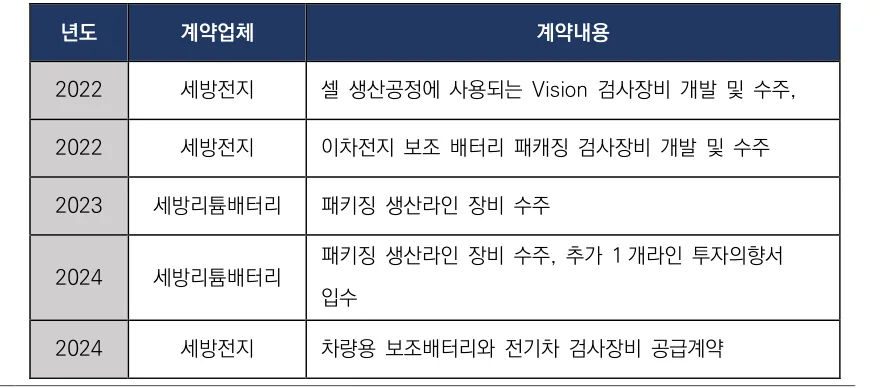 년도 계약업체 계약내용
2022 세방전지 셀 생산공정에 사용되는 Vision 검사장비 개발 및 수주,
2022 세방전지 이차전지 보조 배터리 패캐징 검사장비 개발 및 수주
2023 세방리튬배터리 패키징 생산라인 장비 수주
2024 세방리튬배터리 패키징 생산라인 장비 수주, 추가 1개라인 투자의향서
입수
2024 세방전지 차량용 보조배터리와 전기차 검사장비 공급계약